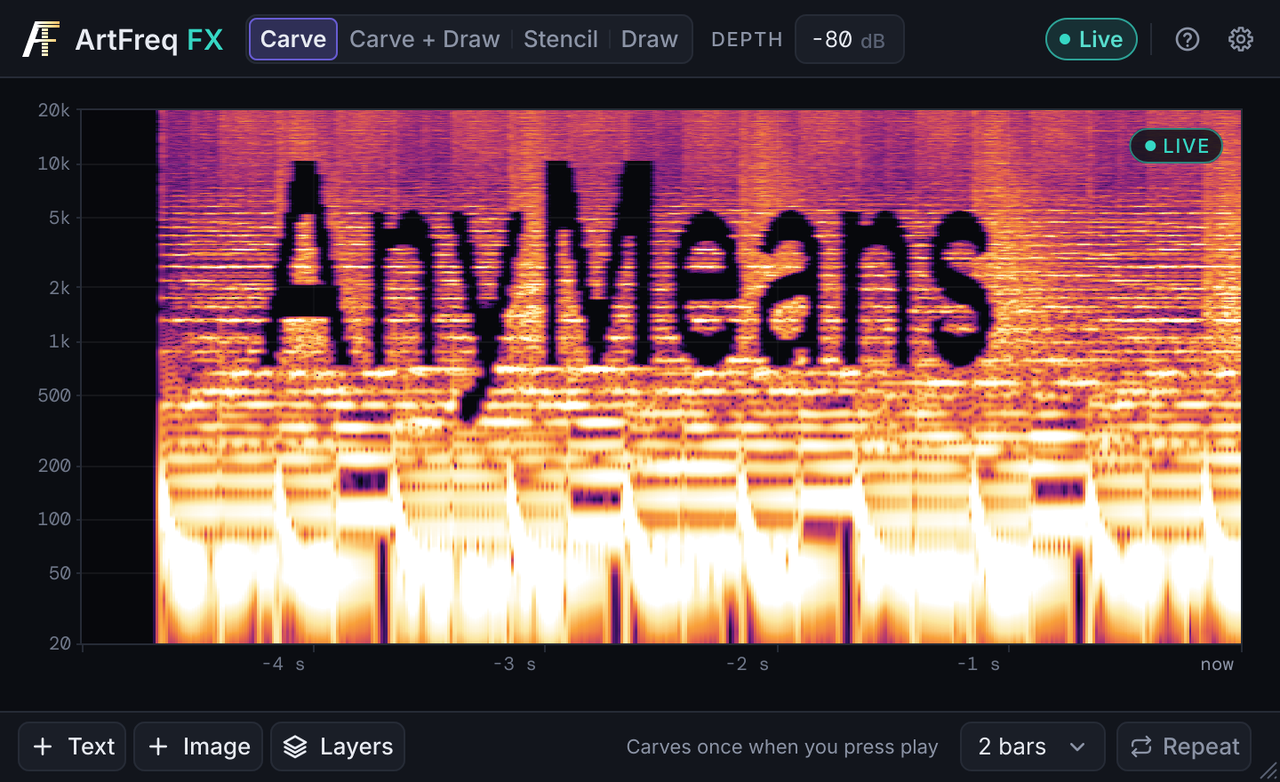 ArtFreq FX
Carve
Carve + Draw
Stencil
Draw
DEPTH
-80 dB
Live
20k
10k
5k
2k
1k
500
200
100
50
20
LIVE
AnyMeans
-4 s
-3 s
-2 s
-1 s
now
+ Text
+ Image
Layers
Carves once when you press play
2 bars
Repeat